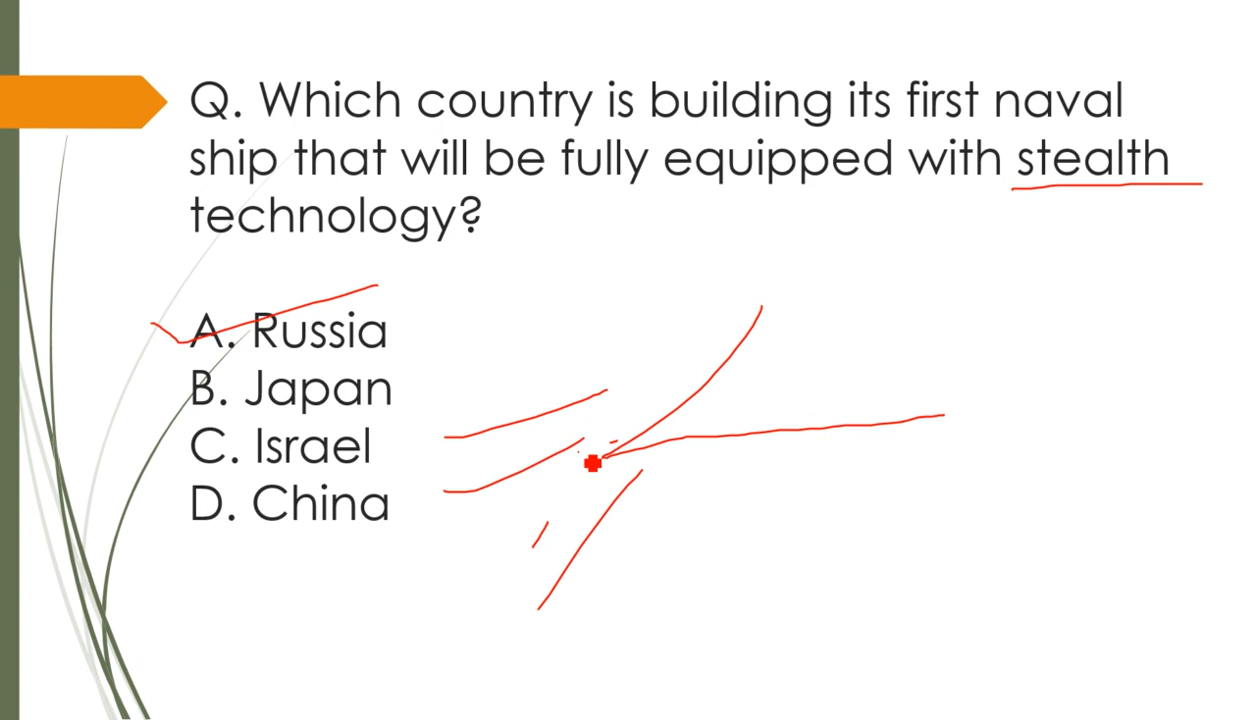 Q. Which country is building its first naval
ship that will be fully equipped with stealth
technology?
A. Russia
B. Japan
C. Israel
D. China